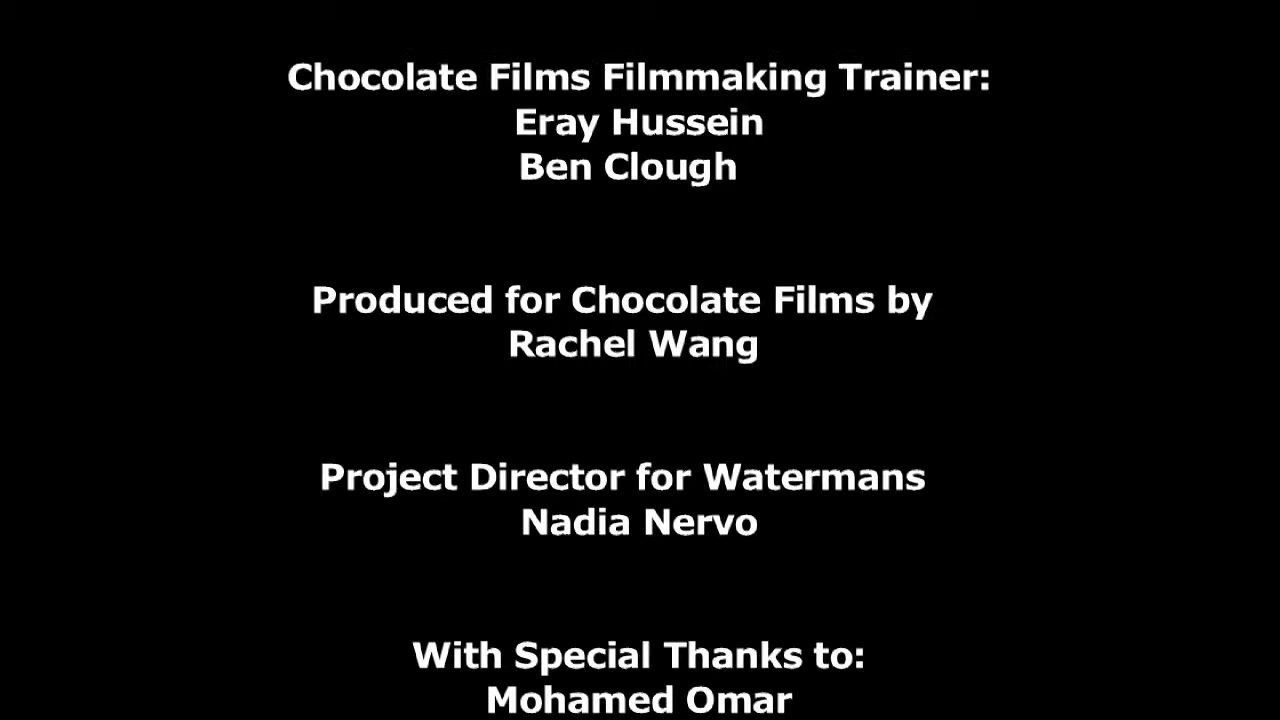 Chocolate Films Filmmaking Trainer:
Eray Hussein
Ben Clough
Produced for Chocolate Films by
Rachel Wang
Project Director for Watermans
Nadia Nervo
With Special Thanks to:
Mohamed Omar